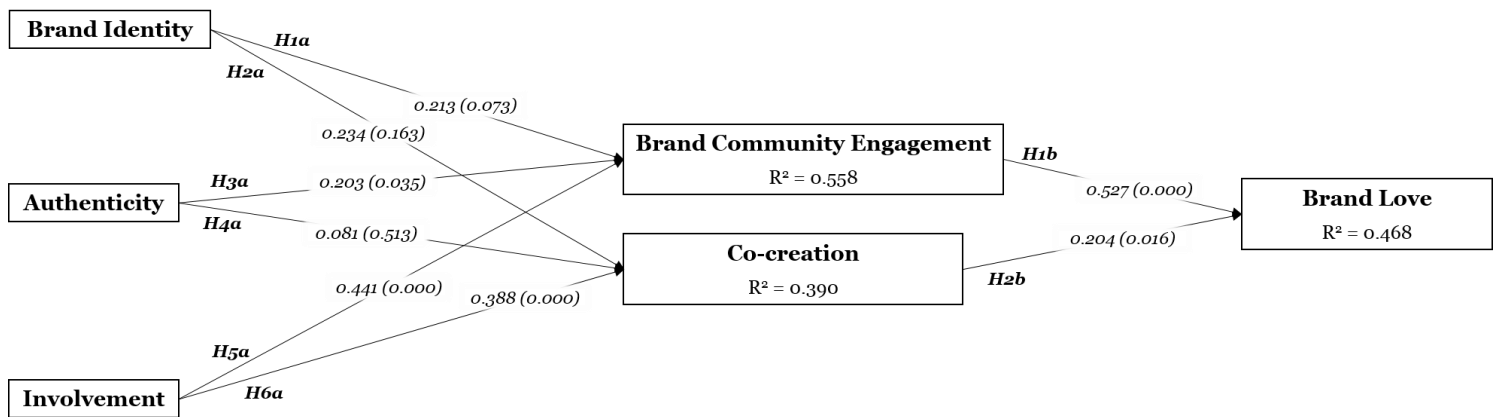 Brand Identity
H1a
H2a
0.213 (0.073)
0.234 (0.163)
Brand Community Engagement
R² = 0.558
H1b
Authenticity
H3a
0.203 (0.035)
H4a
0.081 (0.513)
0.527 (0.000)
Brand Love
R² = 0.468
Co-creation
R² = 0.390
0.204 (0.016)
H2b
0.441 (0.000)
0.388 (0.000)
H5a
H6a
Involvement